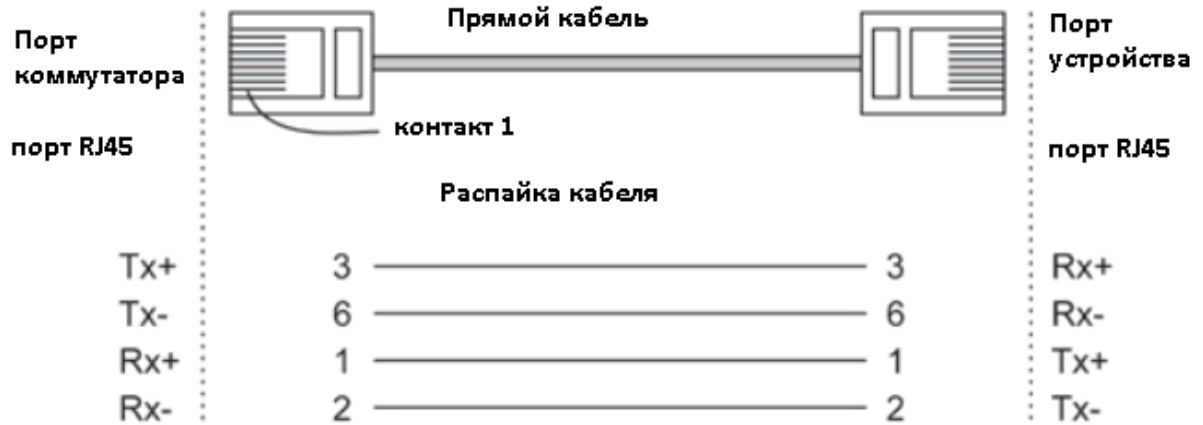 Прямой кабель
Порт
коммутатора
Порт
устройства
контакт 1
порт RJ45
порт RJ45
Распайка кабеля
Tx+ 3 3 Rx+
Tx- 6 6 Rx-
Rx+ 1 1 Tx+
Rx- 2 2 Tx-